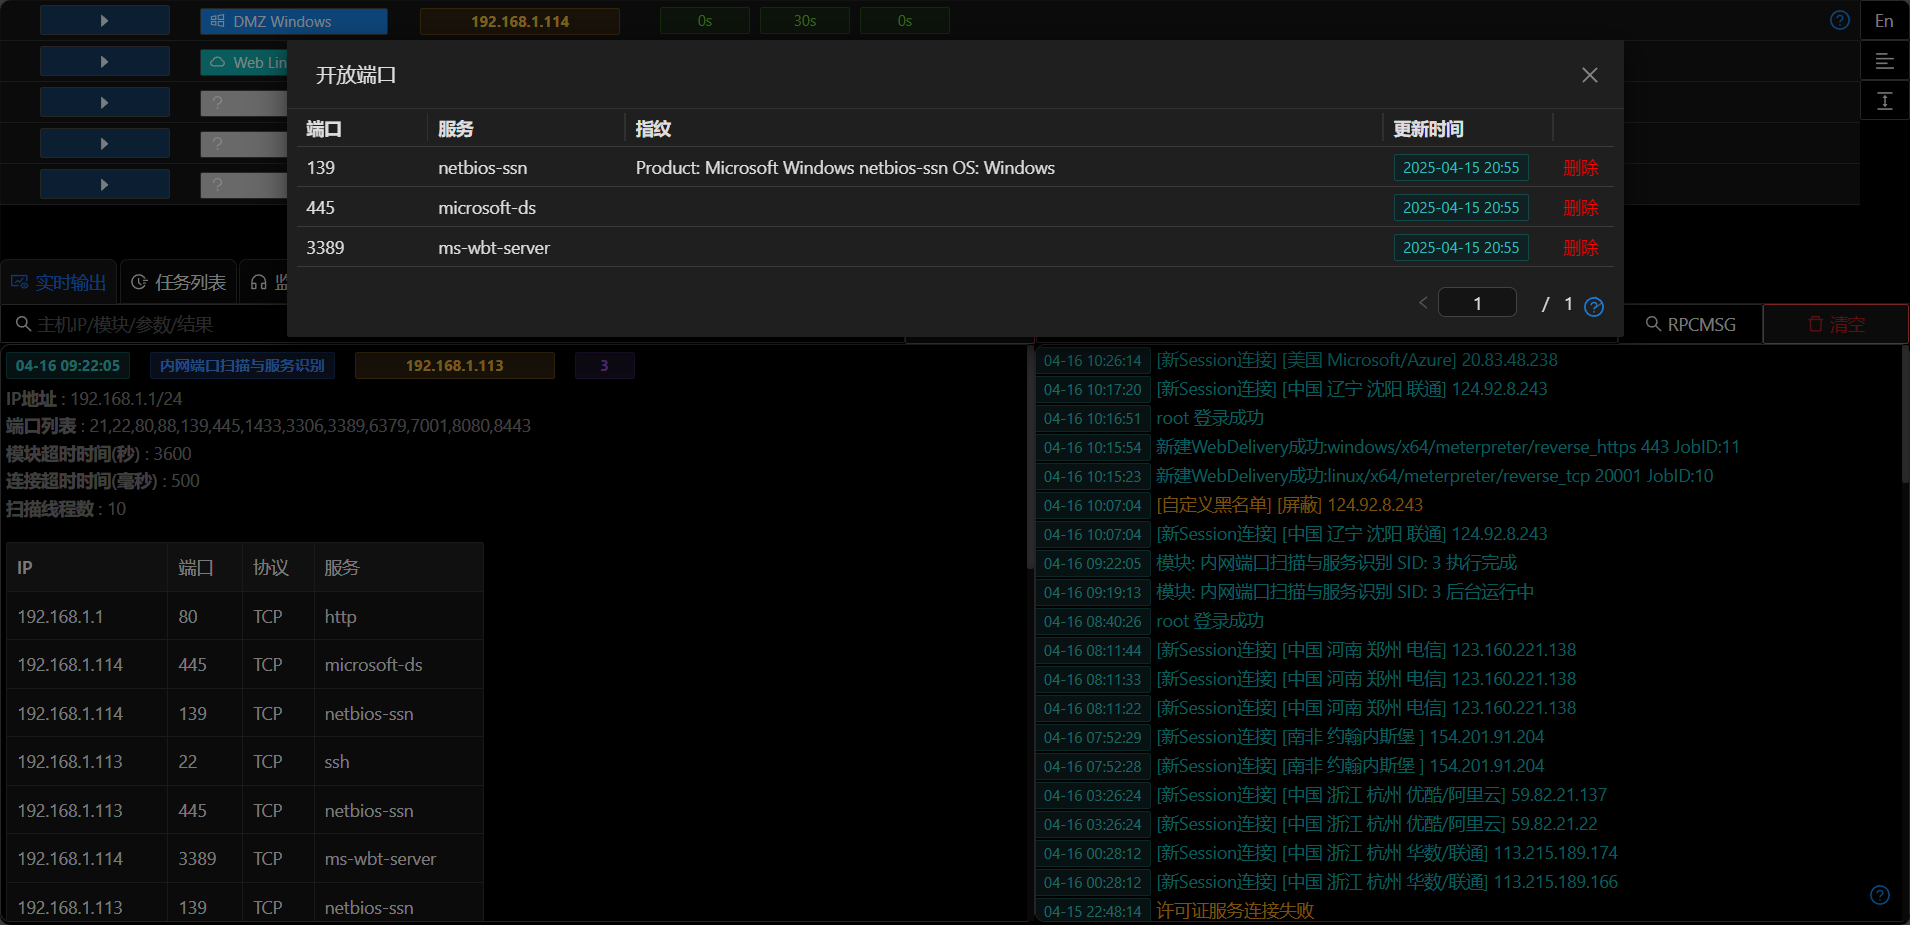 DMZ Windows 192.168.1.114 0s 30s 0s En
Web Lin
开放端口
端口 服务 指纹 更新时间
139 netbios-ssn Product: Microsoft Windows netbios-ssn OS: Windows 2025-04-15 20:55 删除
445 microsoft-ds 2025-04-15 20:55 删除
3389 ms-wbt-server 2025-04-15 20:55 删除
1 / 1
实时输出 任务列表 监
主机IP/模块/参数/结果 RPCMSG 清空
04-16 09:22:05 内网端口扫描与服务识别 192.168.1.113 3
IP地址 : 192.168.1.1/24
端口列表 : 21,22,80,88,139,445,1433,3306,3389,6379,7001,8080,8443
模块超时时间(秒) : 3600
连接超时时间(毫秒) : 500
扫描线程数 : 10
IP 端口 协议 服务
192.168.1.1 80 TCP http
192.168.1.114 445 TCP microsoft-ds
192.168.1.114 139 TCP netbios-ssn
192.168.1.113 22 TCP ssh
192.168.1.113 445 TCP netbios-ssn
192.168.1.114 3389 TCP ms-wbt-server
192.168.1.113 139 TCP netbios-ssn
04-16 10:26:14 [新Session连接] [美国 Microsoft/Azure] 20.83.48.238
04-16 10:17:20 [新Session连接] [中国 辽宁 沈阳 联通] 124.92.8.243
04-16 10:16:51 root 登录成功
04-16 10:15:54 新建WebDelivery成功:windows/x64/meterpreter/reverse_https 443 JobID:11
04-16 10:15:23 新建WebDelivery成功:linux/x64/meterpreter/reverse_tcp 20001 JobID:10
04-16 10:07:04 [自定义黑名单] [屏蔽] 124.92.8.243
04-16 10:07:04 [新Session连接] [中国 辽宁 沈阳 联通] 124.92.8.243
04-16 09:22:05 模块: 内网端口扫描与服务识别 SID: 3 执行完成
04-16 09:19:13 模块: 内网端口扫描与服务识别 SID: 3 后台运行中
04-16 08:40:26 root 登录成功
04-16 08:11:44 [新Session连接] [中国 河南 郑州 电信] 123.160.221.138
04-16 08:11:33 [新Session连接] [中国 河南 郑州 电信] 123.160.221.138
04-16 08:11:22 [新Session连接] [中国 河南 郑州 电信] 123.160.221.138
04-16 07:52:29 [新Session连接] [南非 约翰内斯堡 ] 154.201.91.204
04-16 07:52:28 [新Session连接] [南非 约翰内斯堡 ] 154.201.91.204
04-16 03:26:24 [新Session连接] [中国 浙江 杭州 优酷/阿里云] 59.82.21.137
04-16 03:26:24 [新Session连接] [中国 浙江 杭州 优酷/阿里云] 59.82.21.22
04-16 00:28:12 [新Session连接] [中国 浙江 杭州 华数/联通] 113.215.189.174
04-16 00:28:12 [新Session连接] [中国 浙江 杭州 华数/联通] 113.215.189.166
04-15 22:48:14 许可证服务连接失败